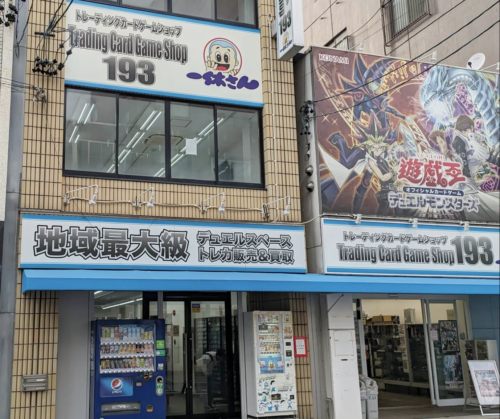 トレーディングカードゲームショップ
Trading Card Game Shop
193
一休さん
193
KONAMI
遊戯王
オフィシャルカードゲーム
デュエルモンスターズ
地域最大級
デュエルスペース
トレカ販売&買取
トレーディングカードゲームショップ
Trading Card Game Shop 193
pepsi